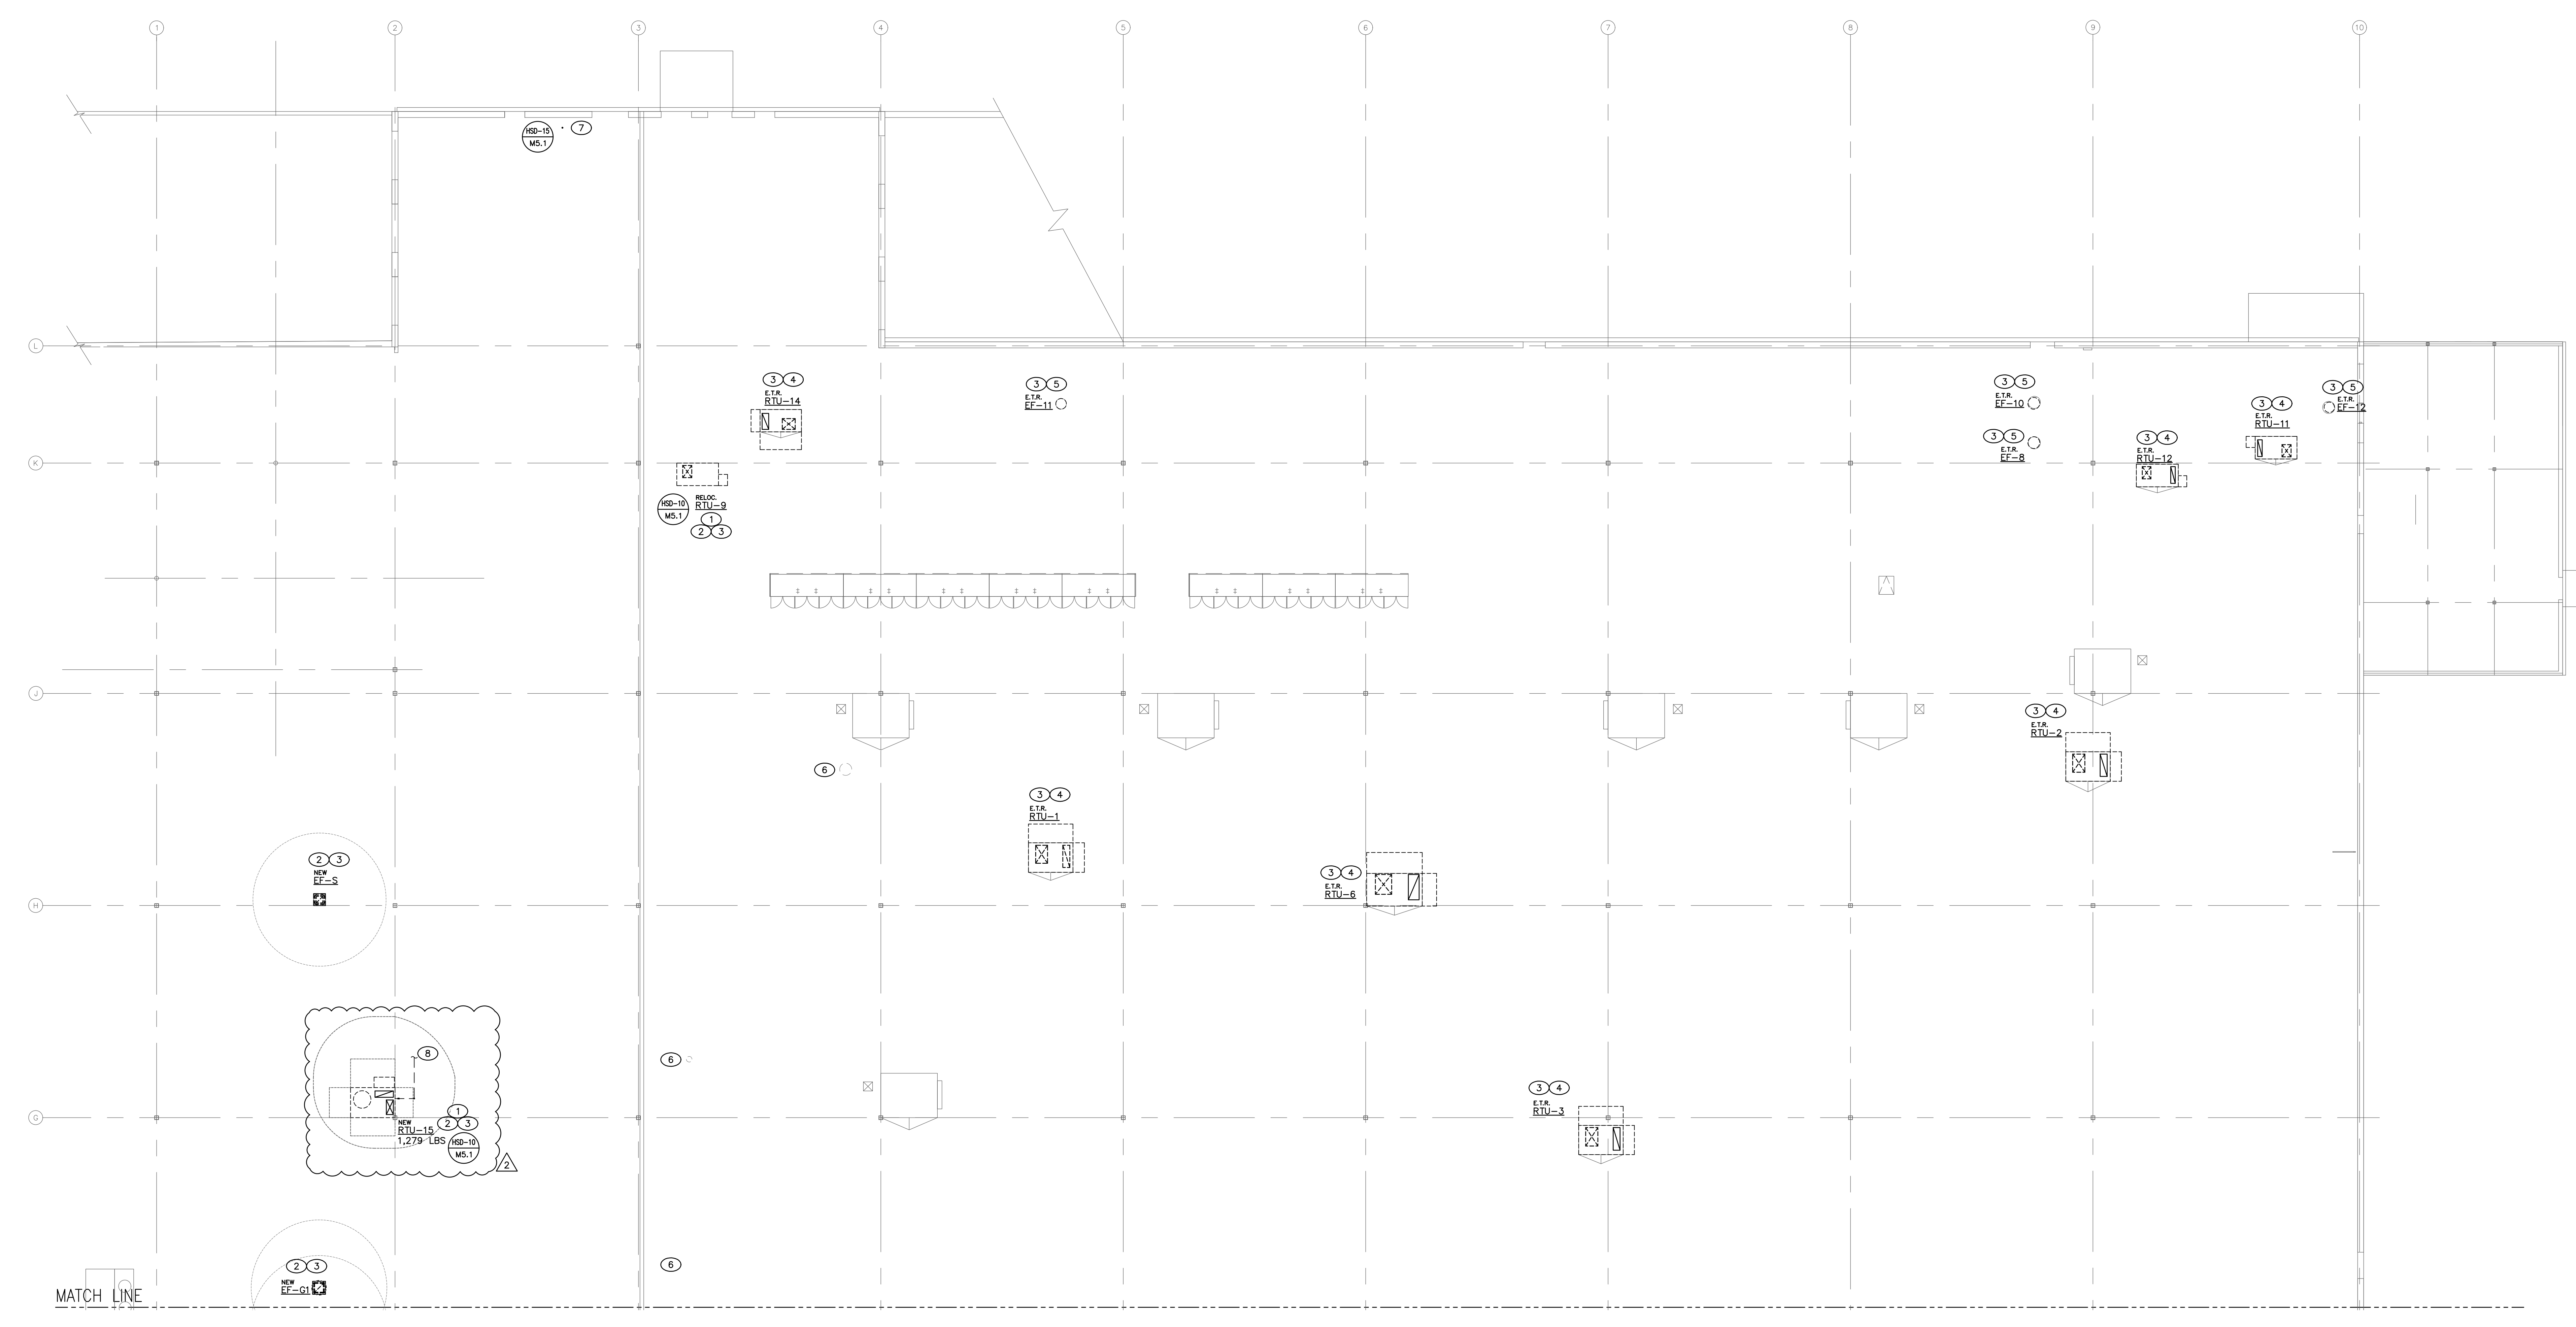 1 2 3 4 5 6 7 8 9 10
HSD-15
M5.1
7
L
3 4
E.T.R.
RTU-14
3 5
E.T.R.
EF-11
3 5
E.T.R.
EF-10
3 5
E.T.R.
EF-8
3 4
E.T.R.
RTU-12
3 4
E.T.R.
RTU-11
3 5
E.T.R.
EF-12
K
HSD-10
M5.1
RELOC.
RTU-9
1
2 3
J
3 4
E.T.R.
RTU-2
6
3 4
E.T.R.
RTU-1
2 3
NEW
EF-S
3 4
E.T.R.
RTU-6
H
8
6
3 4
E.T.R.
RTU-3
G
1
2 3
NEW
RTU-15
1,279 LBS
HSD-10
M5.1
2
6
2 3
NEW
EF-G1
MATCH LINE